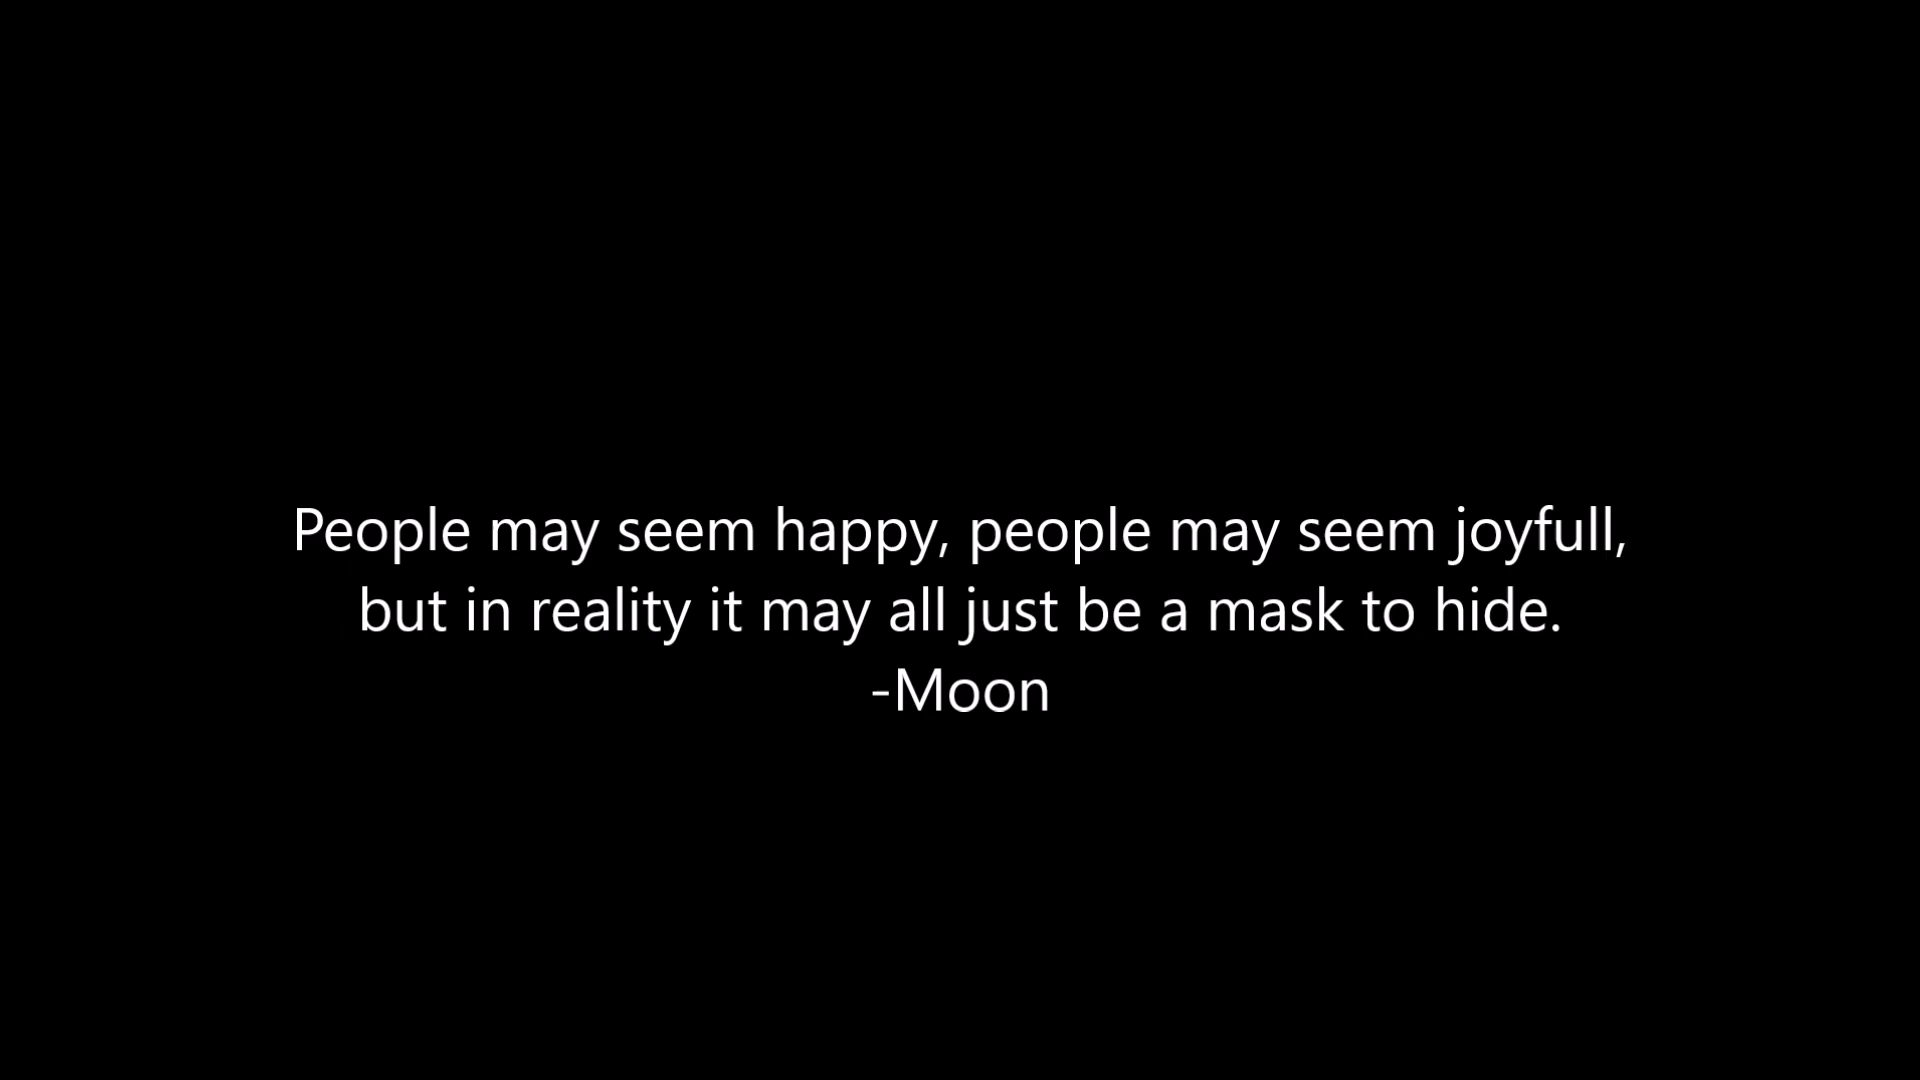 People may seem happy, people may seem joyfull,
but in reality it may all just be a mask to hide.
-Moon